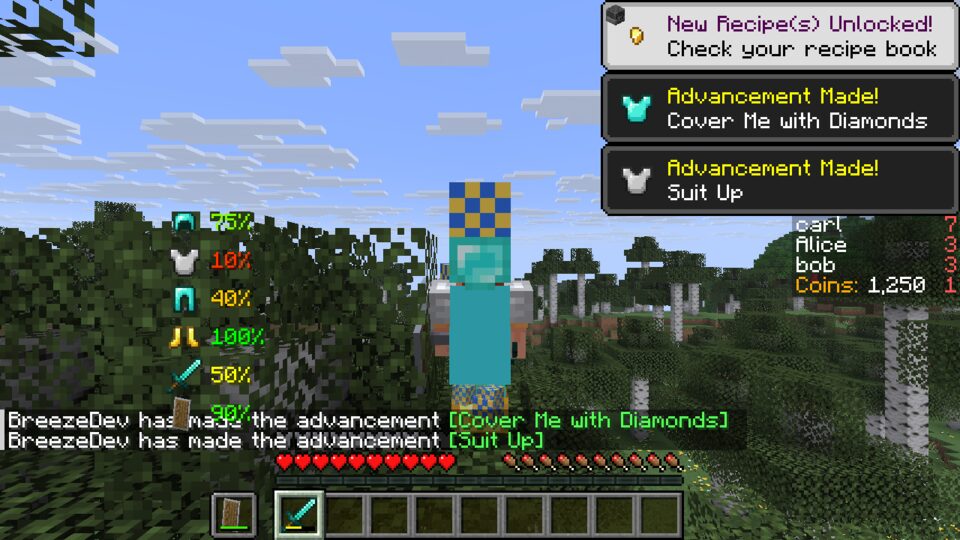 New Recipe(s) Unlocked!
Check your recipe book
Advancement Made!
Cover Me with Diamonds
Advancement Made!
Suit Up
carl 7
Alice 3
bob 3
Coins: 1,250 1
75%
10%
40%
100%
50%
90%
BreezeDev has made the advancement [Cover Me with Diamonds]
BreezeDev has made the advancement [Suit Up]